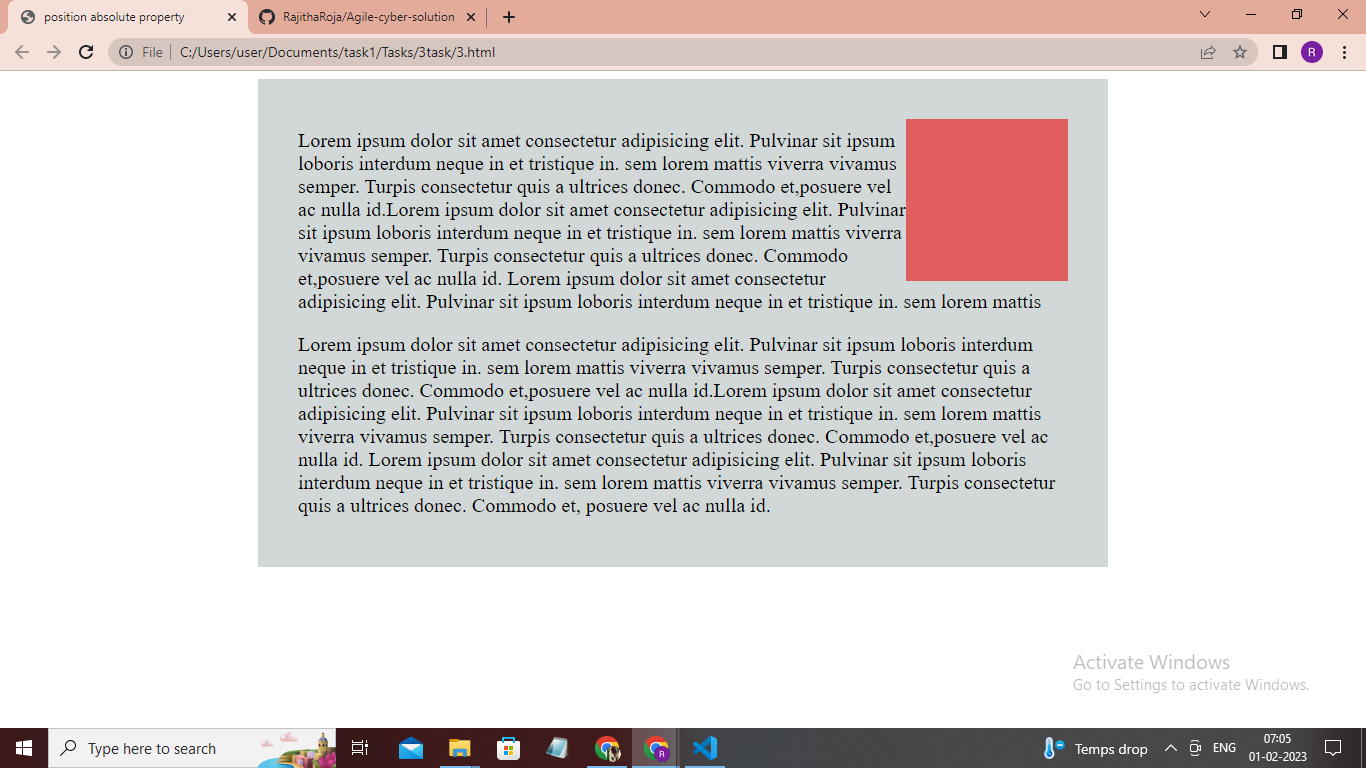 position absolute property
RajithaRoja/Agile-cyber-solution
File
C:/Users/user/Documents/task1/Tasks/3task/3.html
R
Lorem ipsum dolor sit amet consectetur adipisicing elit. Pulvinar sit ipsum
loboris interdum neque in et tristique in. sem lorem mattis viverra vivamus
semper. Turpis consectetur quis a ultrices donec. Commodo et,posuere vel
ac nulla id.Lorem ipsum dolor sit amet consectetur adipisicing elit. Pulvinar
sit ipsum loboris interdum neque in et tristique in. sem lorem mattis viverra
vivamus semper. Turpis consectetur quis a ultrices donec. Commodo
et,posuere vel ac nulla id. Lorem ipsum dolor sit amet consectetur
adipisicing elit. Pulvinar sit ipsum loboris interdum neque in et tristique in. sem lorem mattis
Lorem ipsum dolor sit amet consectetur adipisicing elit. Pulvinar sit ipsum loboris interdum
neque in et tristique in. sem lorem mattis viverra vivamus semper. Turpis consectetur quis a
ultrices donec. Commodo et,posuere vel ac nulla id.Lorem ipsum dolor sit amet consectetur
adipisicing elit. Pulvinar sit ipsum loboris interdum neque in et tristique in. sem lorem mattis
viverra vivamus semper. Turpis consectetur quis a ultrices donec. Commodo et,posuere vel ac
nulla id. Lorem ipsum dolor sit amet consectetur adipisicing elit. Pulvinar sit ipsum loboris
interdum neque in et tristique in. sem lorem mattis viverra vivamus semper. Turpis consectetur
quis a ultrices donec. Commodo et, posuere vel ac nulla id.
Activate Windows
Go to Settings to activate Windows.
Type here to search
R
Temps drop
ENG
07:05
01-02-2023